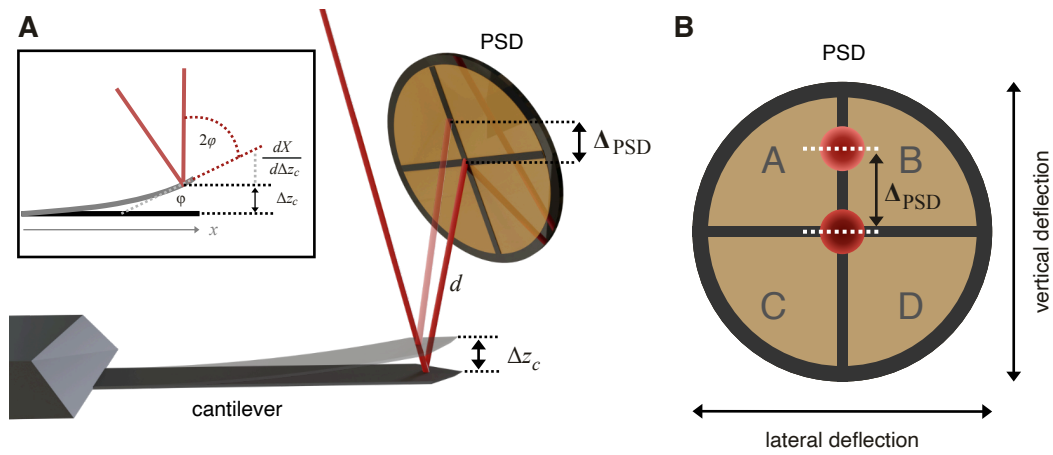 A
PSD
2φ
dX
dΔz_c
Δz_c
φ
x
Δ_PSD
d
Δz_c
cantilever
B
PSD
A
B
Δ_PSD
C
D
vertical deflection
lateral deflection